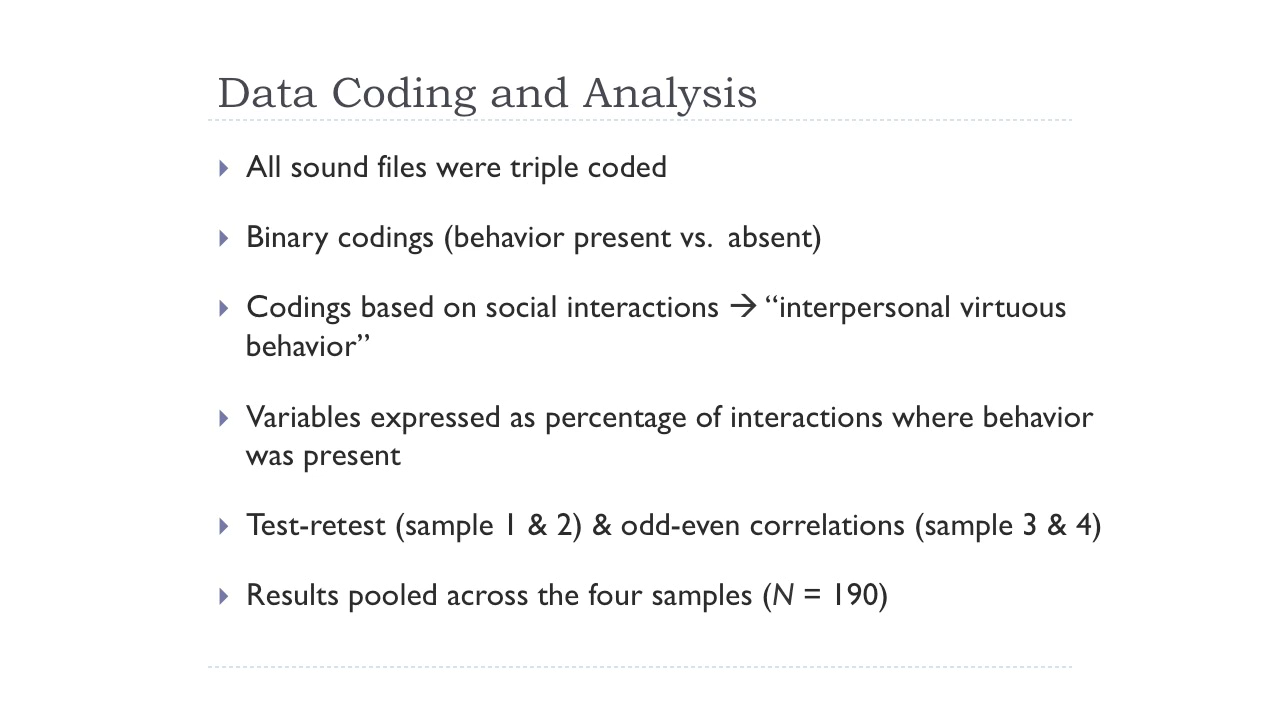 Data Coding and Analysis
All sound files were triple coded
Binary codings (behavior present vs.  absent)
Codings based on social interactions → “interpersonal virtuous
behavior”
Variables expressed as percentage of interactions where behavior
was present
Test-retest (sample 1 & 2) & odd-even correlations (sample 3 & 4)
Results pooled across the four samples (N = 190)